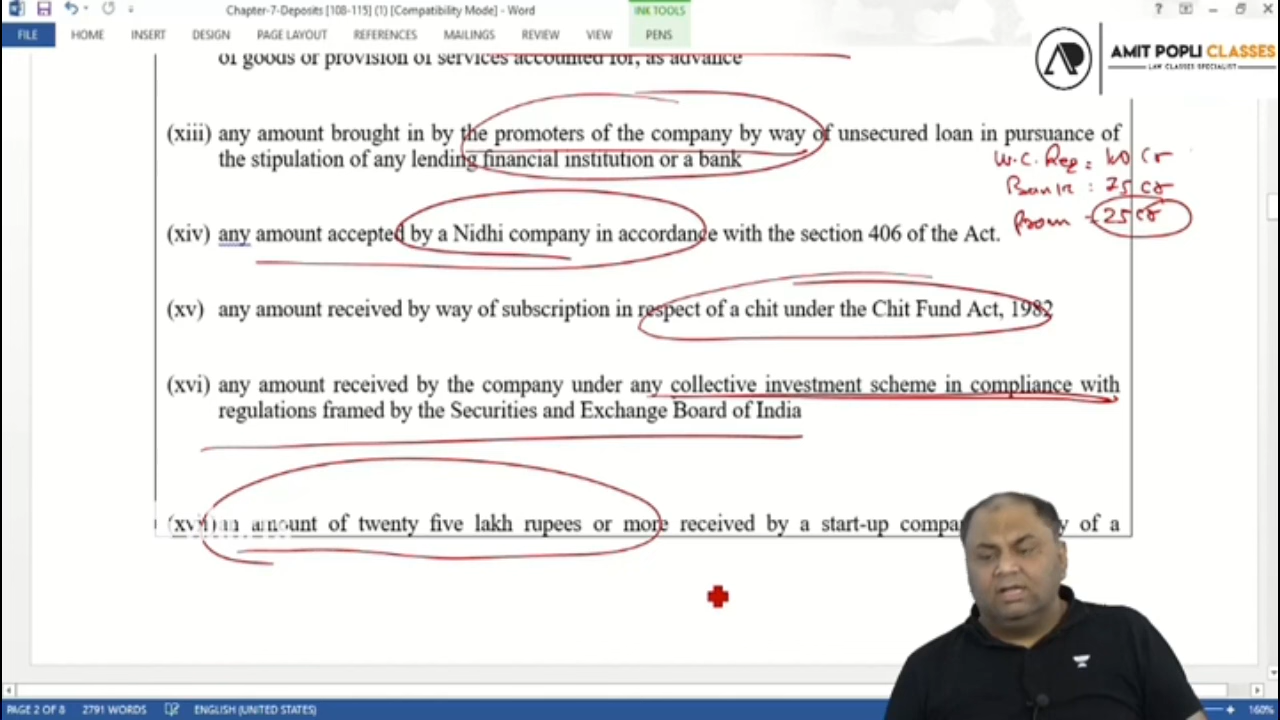 Chapter-7-Deposits [108-115] (1) [Compatibility Mode] - Word
INK TOOLS
FILE HOME INSERT DESIGN PAGE LAYOUT REFERENCES MAILINGS REVIEW VIEW PENS
AMIT POPLI CLASSES
LAW CLASSES SPECIALIST
of goods or provision of services accounted for, as advance
(xiii) any amount brought in by the promoters of the company by way of unsecured loan in pursuance of
the stipulation of any lending financial institution or a bank
W.C. Req = 10 Cr
Bank : 75 Cr
Prom - 25 Cr
(xiv) any amount accepted by a Nidhi company in accordance with the section 406 of the Act.
(xv) any amount received by way of subscription in respect of a chit under the Chit Fund Act, 1982
(xvi) any amount received by the company under any collective investment scheme in compliance with
regulations framed by the Securities and Exchange Board of India
amount of twenty five lakh rupees or more received by a start-up of a
PAGE 2 OF 8 2791 WORDS ENGLISH (UNITED STATES) 160%